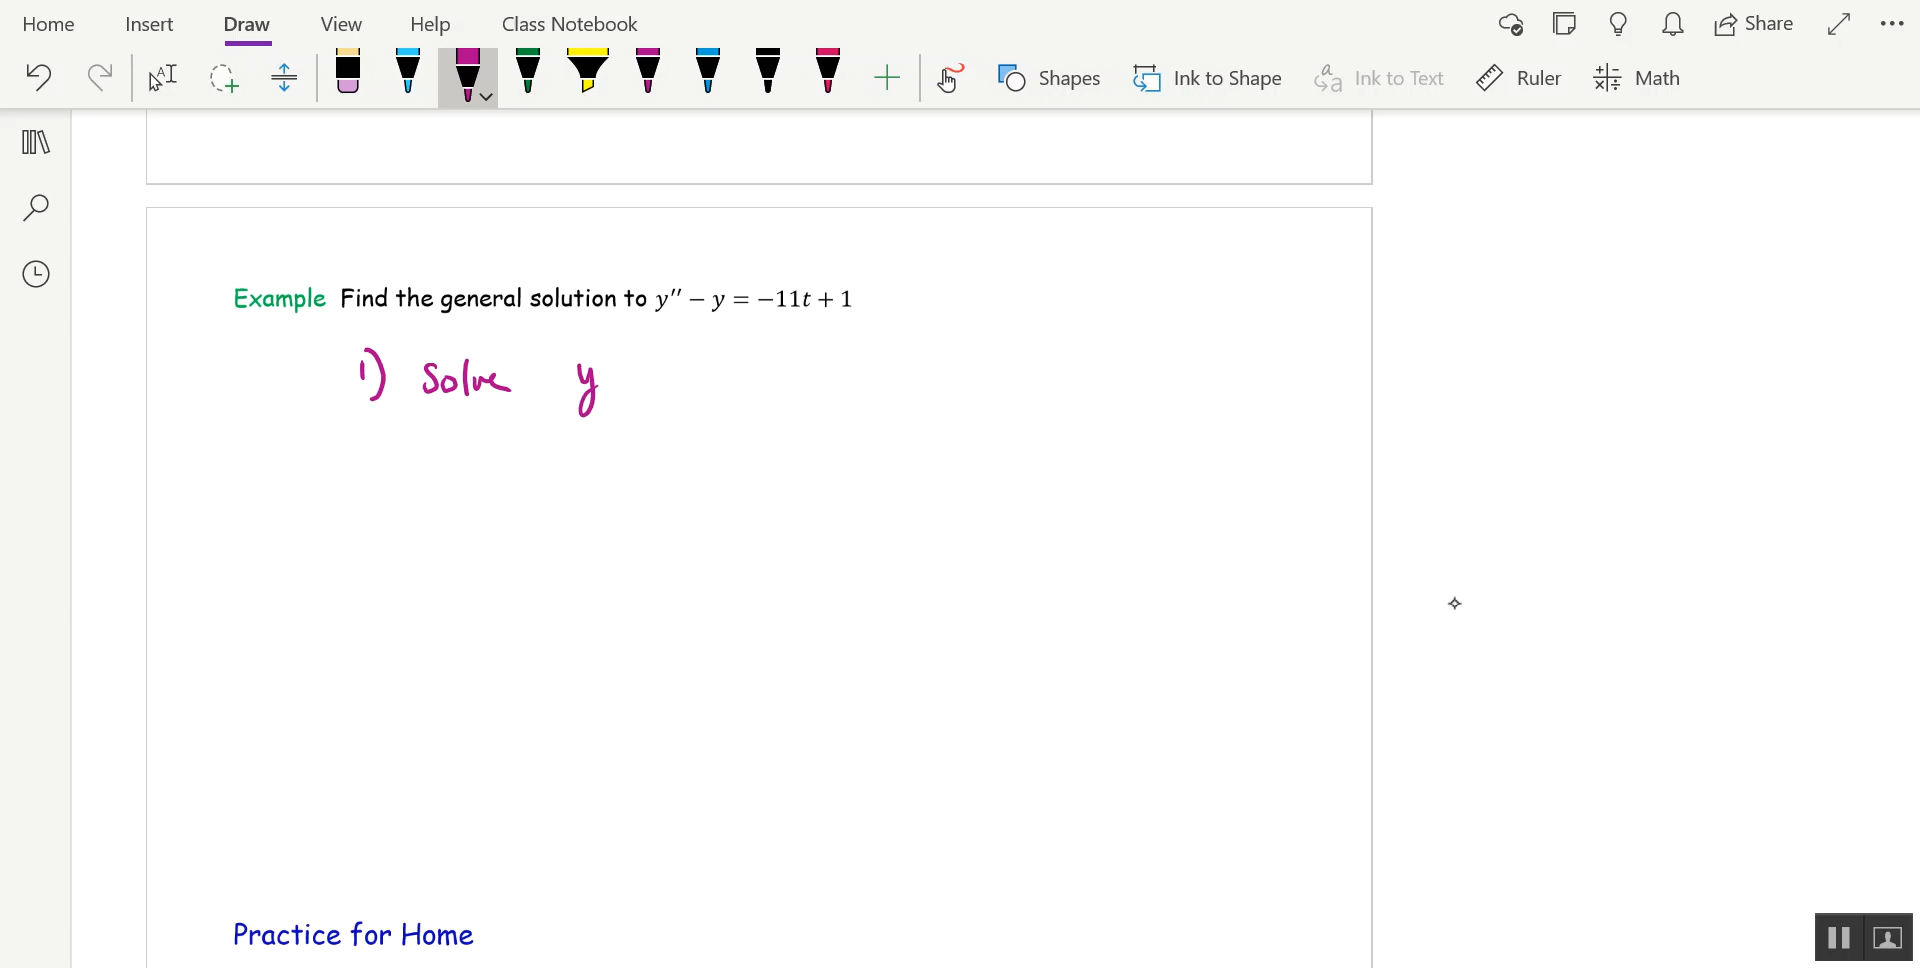 Home Insert Draw View Help Class Notebook Share
Shapes Ink to Shape Ink to Text Ruler Math
Example Find the general solution to y′′ − y = −11t + 1
1) Solve y
Practice for Home